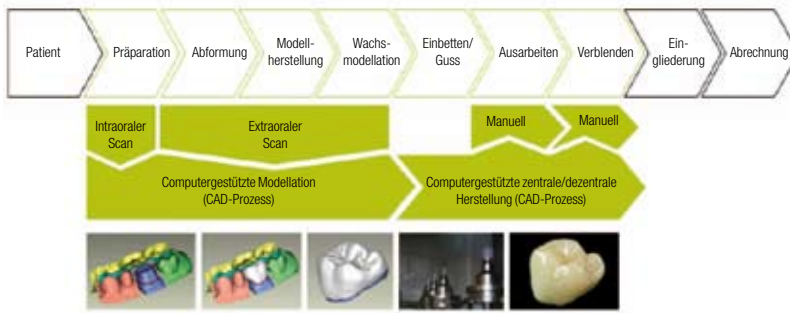 Patient
Präparation
Abformung
Modell-
herstellung
Wachs-
modellation
Einbetten/
Guss
Ausarbeiten
Verblenden
Ein-
gliederung
Abrechnung
Intraoraler
Scan
Extraoraler
Scan
Manuell
Manuell
Computergestützte Modellation
(CAD-Prozess)
Computergestützte zentrale/dezentrale
Herstellung (CAD-Prozess)